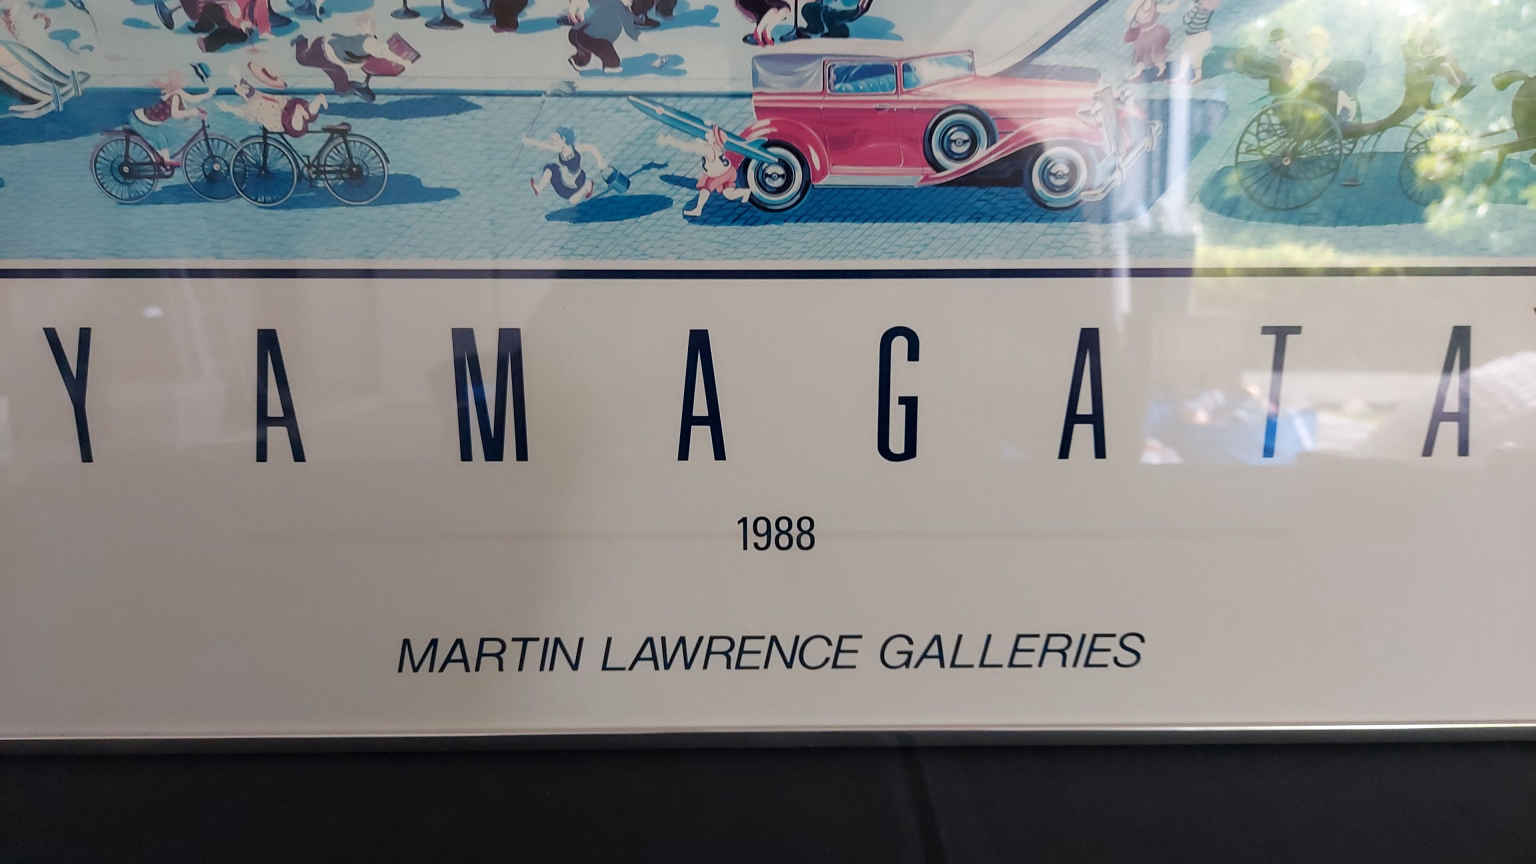 YAMAGATA
1988
MARTIN LAWRENCE GALLERIES